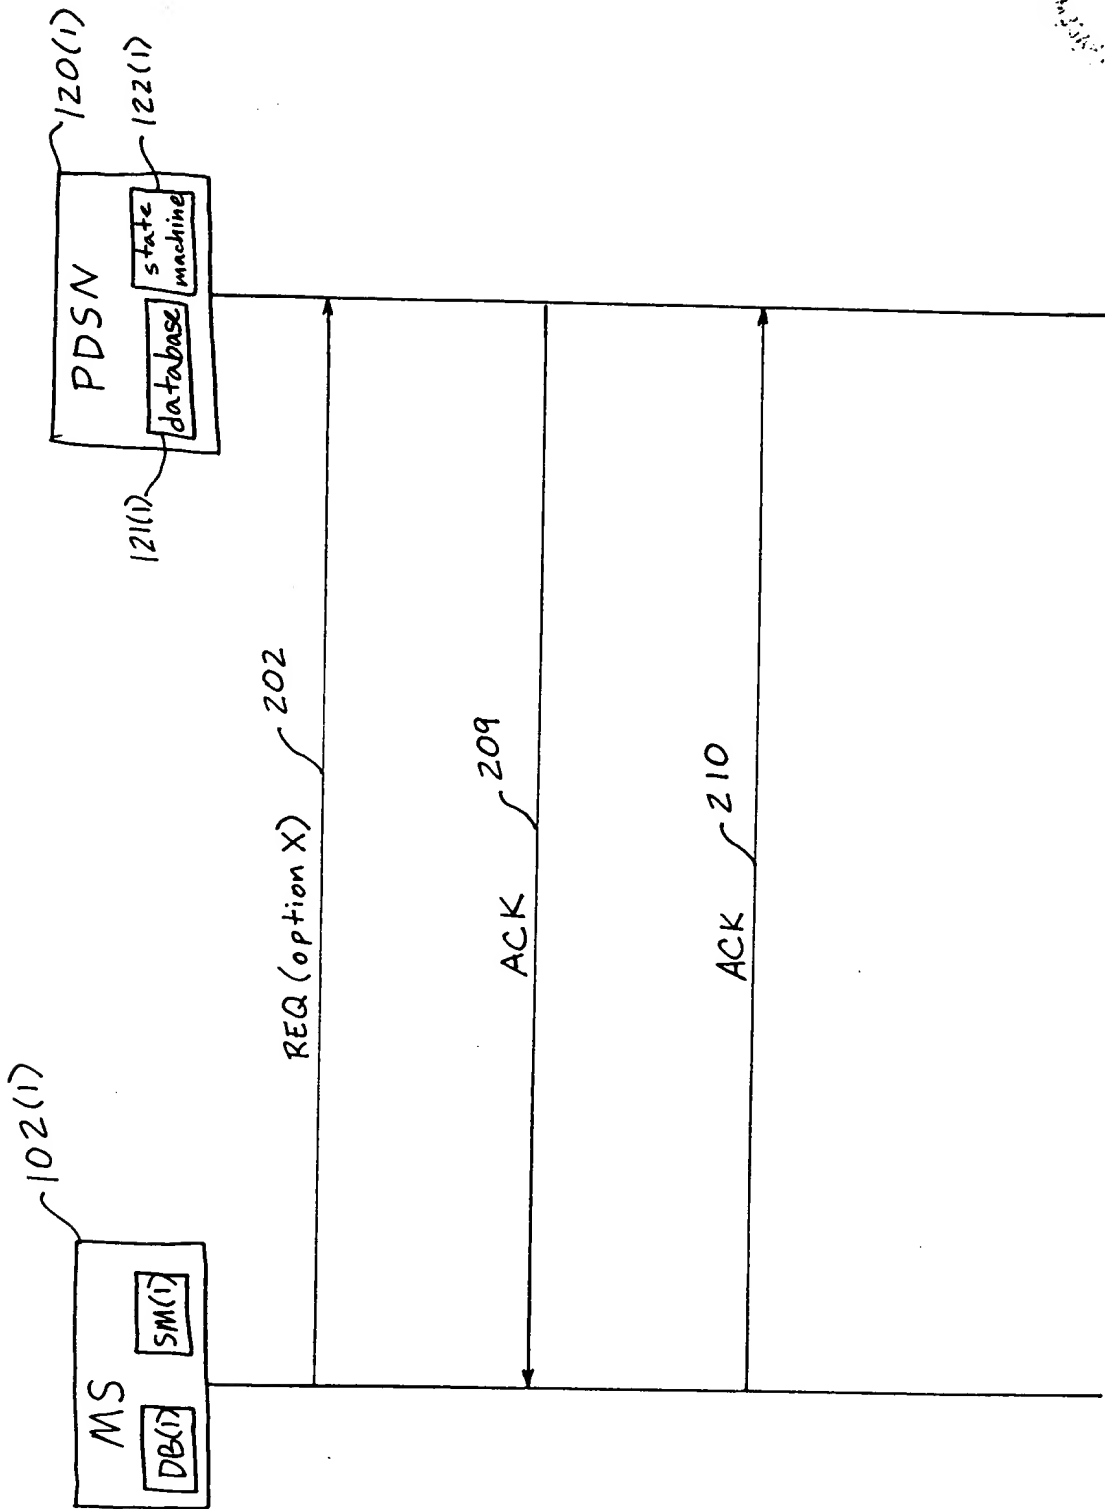 102(1)
MS
DB(1)
SM(1)
120(1)
PDSN
database
state
machine
121(1)
122(1)
REQ (option X)
202
ACK
209
ACK
210